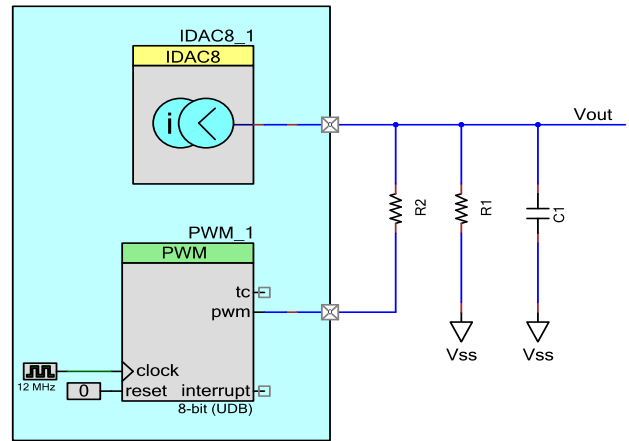 IDAC8_1
IDAC8
i
Vout
R2
R1
C1
PWM_1
PWM
tc
pwm
Vss
Vss
clock
12 MHz
0
reset
interrupt
8-bit (UDB)